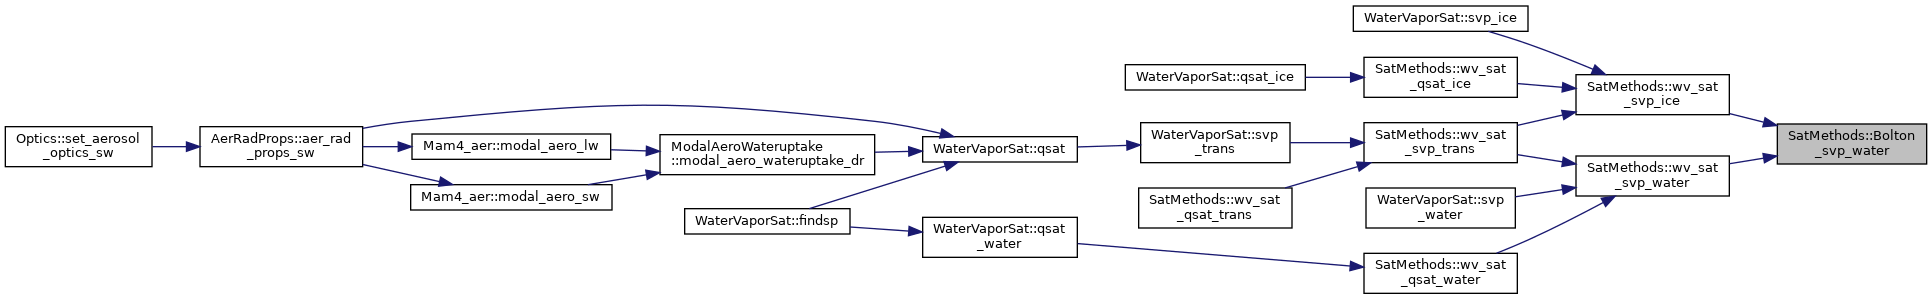 WaterVaporSat::svp_ice
SatMethods::wv_sat
_qsat_ice
WaterVaporSat::qsat_ice
SatMethods::wv_sat
_svp_ice
Optics::set_aerosol
_optics_sw
AerRadProps::aer_rad
_props_sw
Mam4_aer::modal_aero_lw
ModalAeroWateruptake
::modal_aero_wateruptake_dr
WaterVaporSat::qsat
WaterVaporSat::svp
_trans
SatMethods::wv_sat
_svp_trans
SatMethods::Bolton
_svp_water
Mam4_aer::modal_aero_sw
SatMethods::wv_sat
_svp_water
WaterVaporSat::findsp
SatMethods::wv_sat
_qsat_trans
WaterVaporSat::svp
_water
WaterVaporSat::qsat
_water
SatMethods::wv_sat
_qsat_water